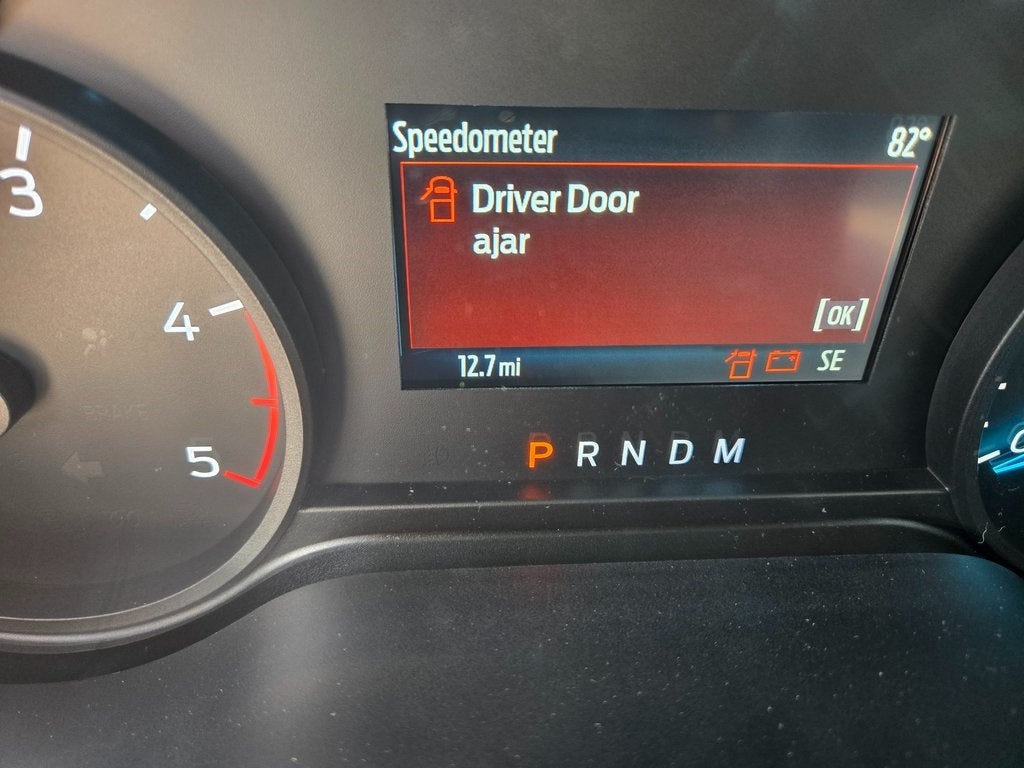 Speedometer 82°
Driver Door
ajar
[OK]
12.7 mi SE
P R N D M
3
4
5